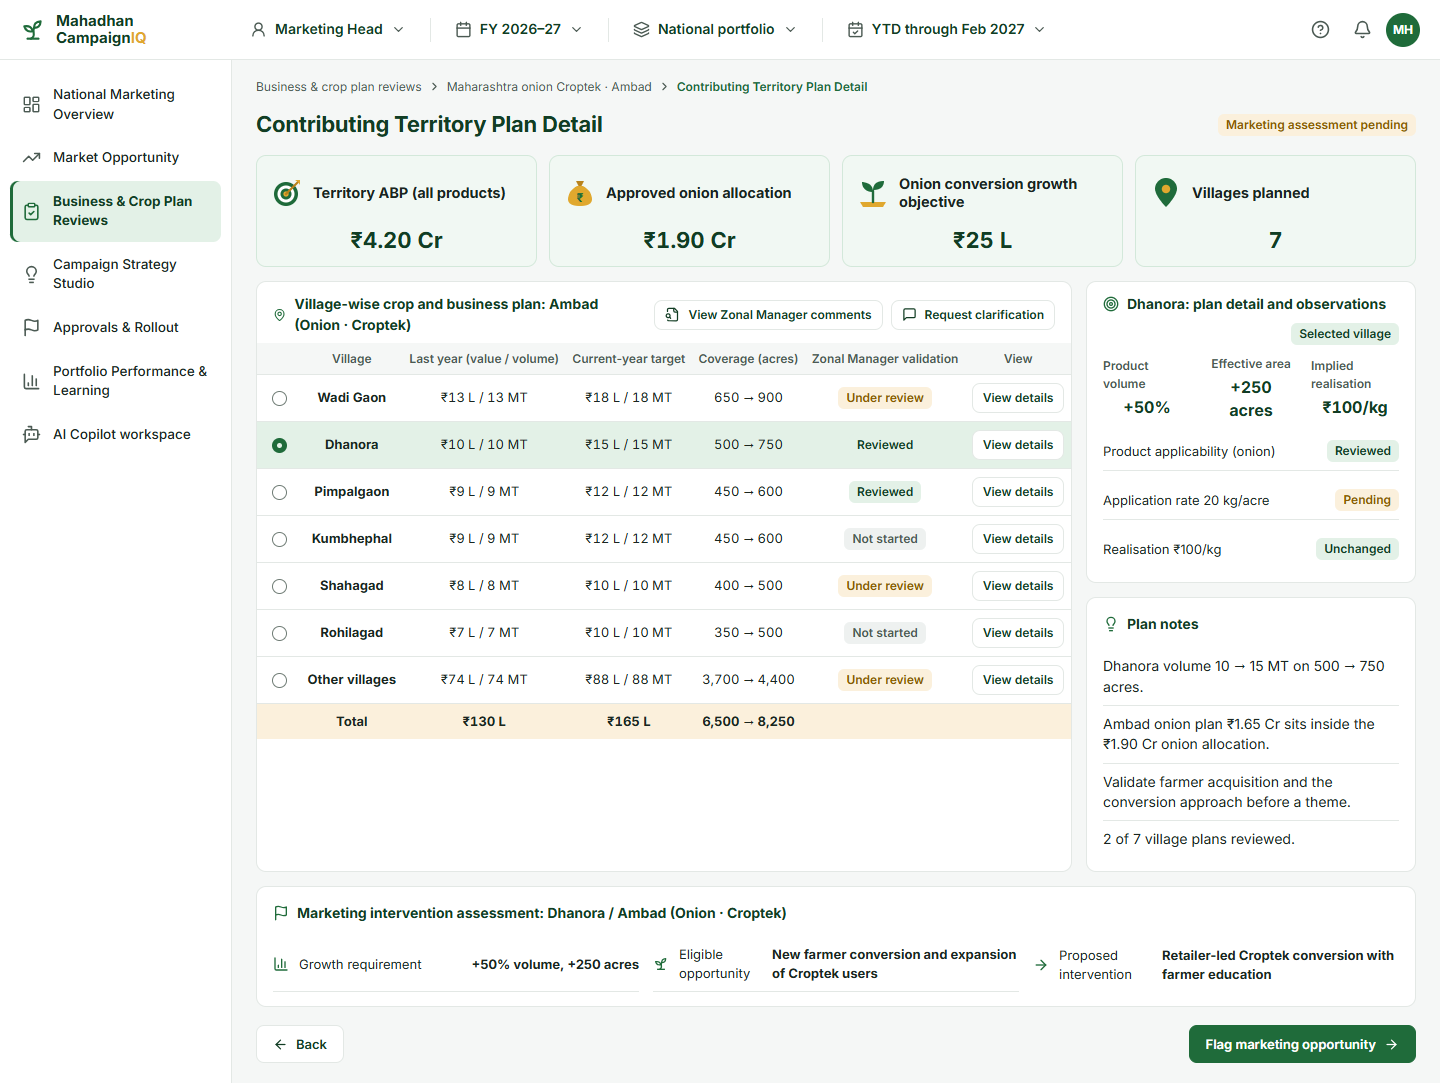 Mahadhan
CampaignIQ
Marketing Head
FY 2026–27
National portfolio
YTD through Feb 2027
MH
National Marketing
Overview
Market Opportunity
Business & Crop Plan
Reviews
Campaign Strategy
Studio
Approvals & Rollout
Portfolio Performance &
Learning
AI Copilot workspace
Business & crop plan reviews > Maharashtra onion Croptek · Ambad > Contributing Territory Plan Detail
Contributing Territory Plan Detail
Marketing assessment pending
Territory ABP (all products)
₹4.20 Cr
Approved onion allocation
₹1.90 Cr
Onion conversion growth
objective
₹25 L
Villages planned
7
Village-wise crop and business plan: Ambad
(Onion · Croptek)
View Zonal Manager comments
Request clarification
Village Last year (value / volume) Current-year target Coverage (acres) Zonal Manager validation View
Wadi Gaon ₹13 L / 13 MT ₹18 L / 18 MT 650 → 900 Under review View details
Dhanora ₹10 L / 10 MT ₹15 L / 15 MT 500 → 750 Reviewed View details
Pimpalgaon ₹9 L / 9 MT ₹12 L / 12 MT 450 → 600 Reviewed View details
Kumbhephal ₹9 L / 9 MT ₹12 L / 12 MT 450 → 600 Not started View details
Shahagad ₹8 L / 8 MT ₹10 L / 10 MT 400 → 500 Under review View details
Rohilagad ₹7 L / 7 MT ₹10 L / 10 MT 350 → 500 Not started View details
Other villages ₹74 L / 74 MT ₹88 L / 88 MT 3,700 → 4,400 Under review View details
Total ₹130 L ₹165 L 6,500 → 8,250
Dhanora: plan detail and observations
Selected village
Product
volume
+50%
Effective area
+250
acres
Implied
realisation
₹100/kg
Product applicability (onion) Reviewed
Application rate 20 kg/acre Pending
Realisation ₹100/kg Unchanged
Plan notes
Dhanora volume 10 → 15 MT on 500 → 750
acres.
Ambad onion plan ₹1.65 Cr sits inside the
₹1.90 Cr onion allocation.
Validate farmer acquisition and the
conversion approach before a theme.
2 of 7 village plans reviewed.
Marketing intervention assessment: Dhanora / Ambad (Onion · Croptek)
Growth requirement +50% volume, +250 acres
Eligible
opportunity
New farmer conversion and expansion
of Croptek users
Proposed
intervention
Retailer-led Croptek conversion with
farmer education
Back
Flag marketing opportunity